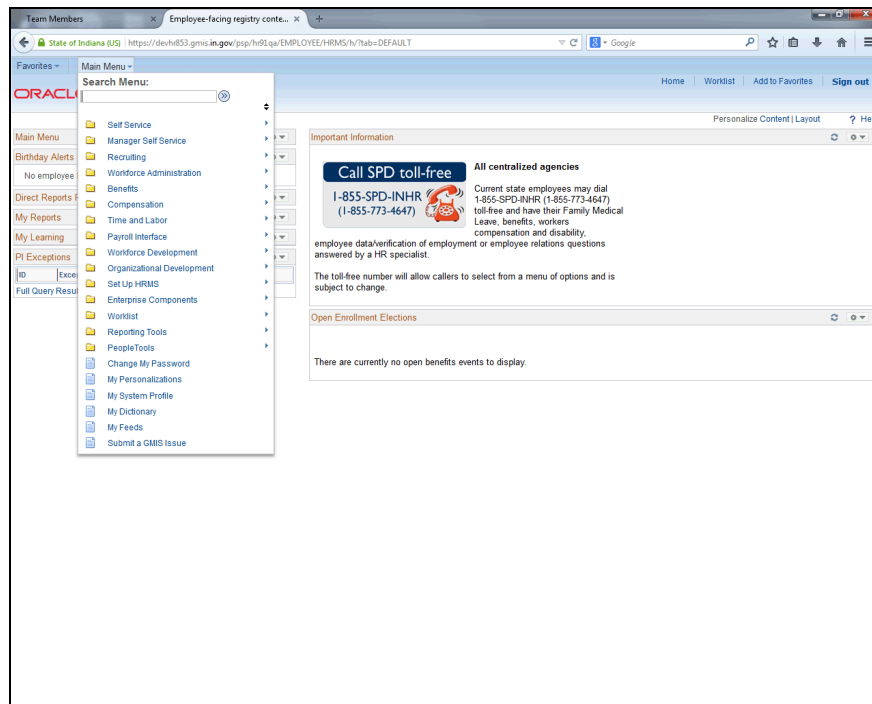 Team Members
Employee-facing registry conte...
State of Indiana (US)
https://devhr853.gmis.in.gov/psp/hr91qa/EMPLOYEE/HRMS/h/?tab=DEFAULT
Google
Favorites
Main Menu
Search Menu:
Home
Worklist
Add to Favorites
Sign out
Personalize Content | Layout
? He
Self Service
Manager Self Service
Recruiting
Workforce Administration
Benefits
Compensation
Time and Labor
Payroll Interface
Workforce Development
Organizational Development
Set Up HRMS
Enterprise Components
Worklist
Reporting Tools
PeopleTools
Change My Password
My Personalizations
My System Profile
My Dictionary
My Feeds
Submit a GMIS Issue
Main Menu
Birthday Alerts
No employee
Direct Reports
My Reports
My Learning
PI Exceptions
ID
Full Query
Important Information
Call SPD toll-free
1-855-SPD-INHR
(1-855-773-4647)
All centralized agencies
Current state employees may dial
1-855-SPD-INHR (1-855-773-4647)
toll-free and have their Family Medical
Leave, benefits, workers
compensation and disability,
employee data/verification of employment or employee relations questions
answered by a HR specialist.
The toll-free number will allow callers to select from a menu of options and is
subject to change.
Open Enrollment Elections
There are currently no open benefits events to display.